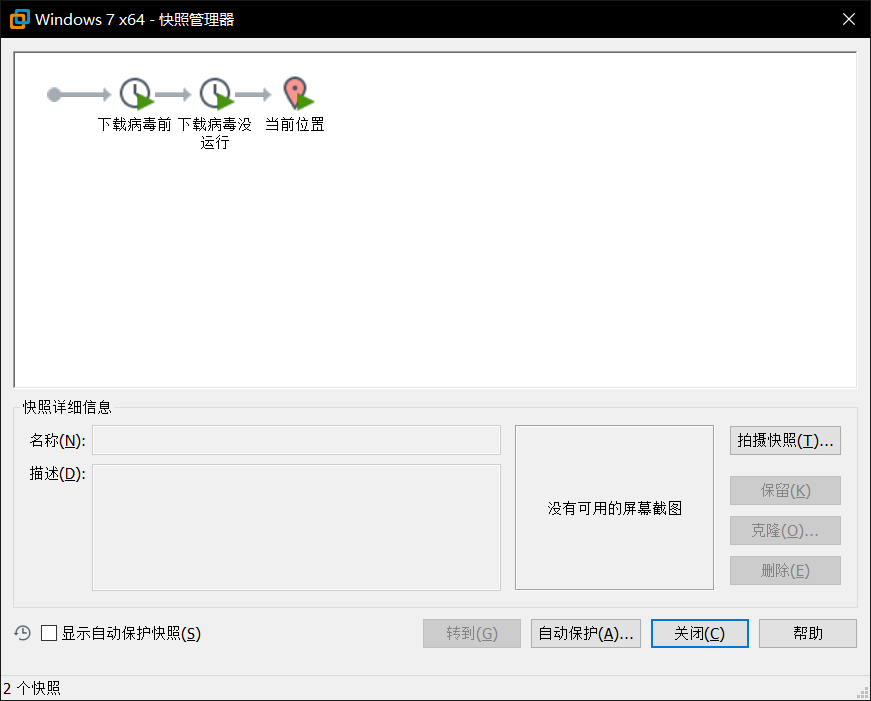 Windows 7 x64 - 快照管理器
下载病毒前
下载病毒没
运行
当前位置
快照详细信息
名称(N):
描述(D):
没有可用的屏幕截图
拍摄快照(T)...
保留(K)
克隆(O)...
删除(E)
显示自动保护快照(S)
转到(G)
自动保护(A)...
关闭(C)
帮助
2 个快照